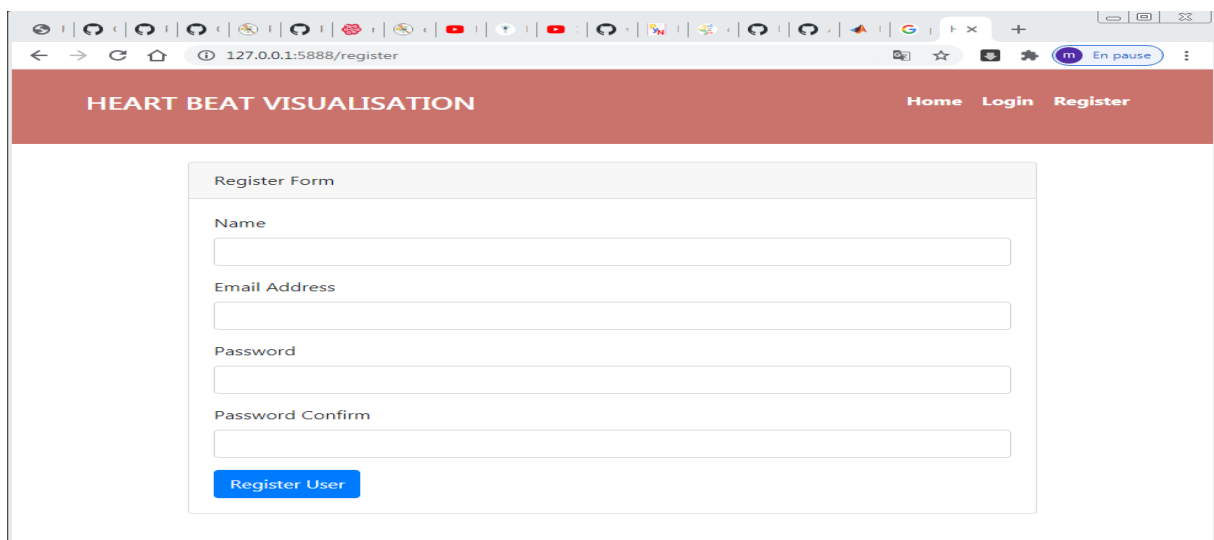 127.0.0.1:5888/register
m En pause
HEART BEAT VISUALISATION
Home Login Register
Register Form
Name
Email Address
Password
Password Confirm
Register User